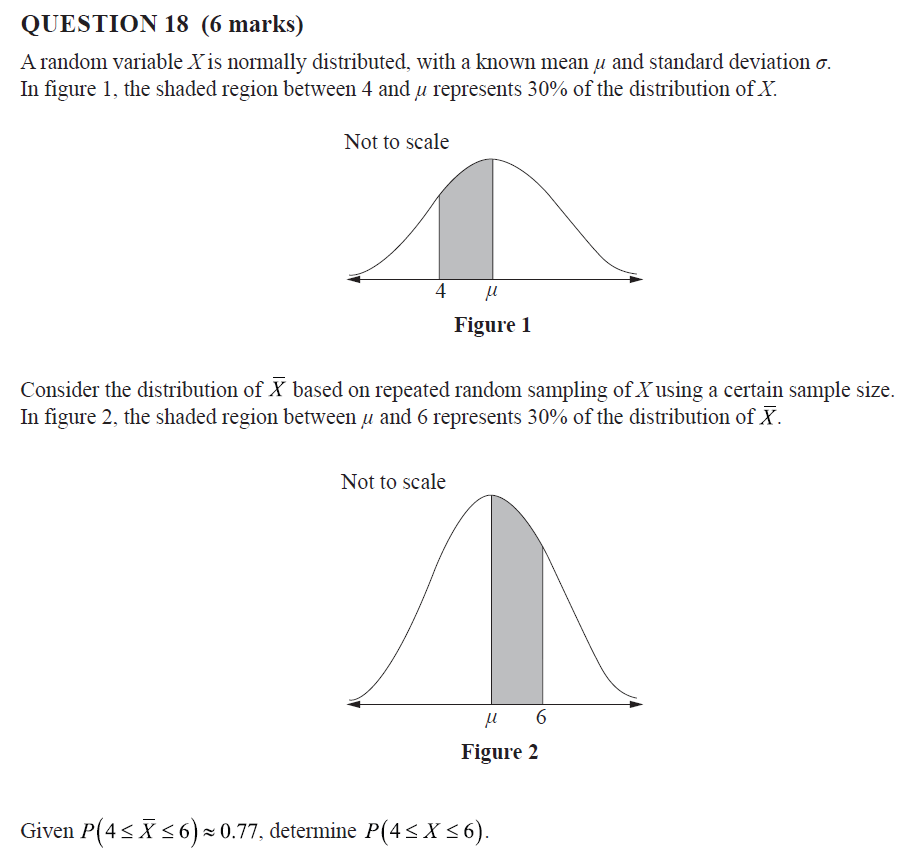 QUESTION 18 (6 marks)
A random variable X is normally distributed, with a known mean μ and standard deviation σ.
In figure 1, the shaded region between 4 and μ represents 30% of the distribution of X.
Not to scale
4 μ
Figure 1
Consider the distribution of X̅ based on repeated random sampling of X using a certain sample size.
In figure 2, the shaded region between μ and 6 represents 30% of the distribution of X̅.
Not to scale
μ 6
Figure 2
Given P(4 ≤ X̅ ≤ 6) ≈ 0.77, determine P(4 ≤ X ≤ 6).